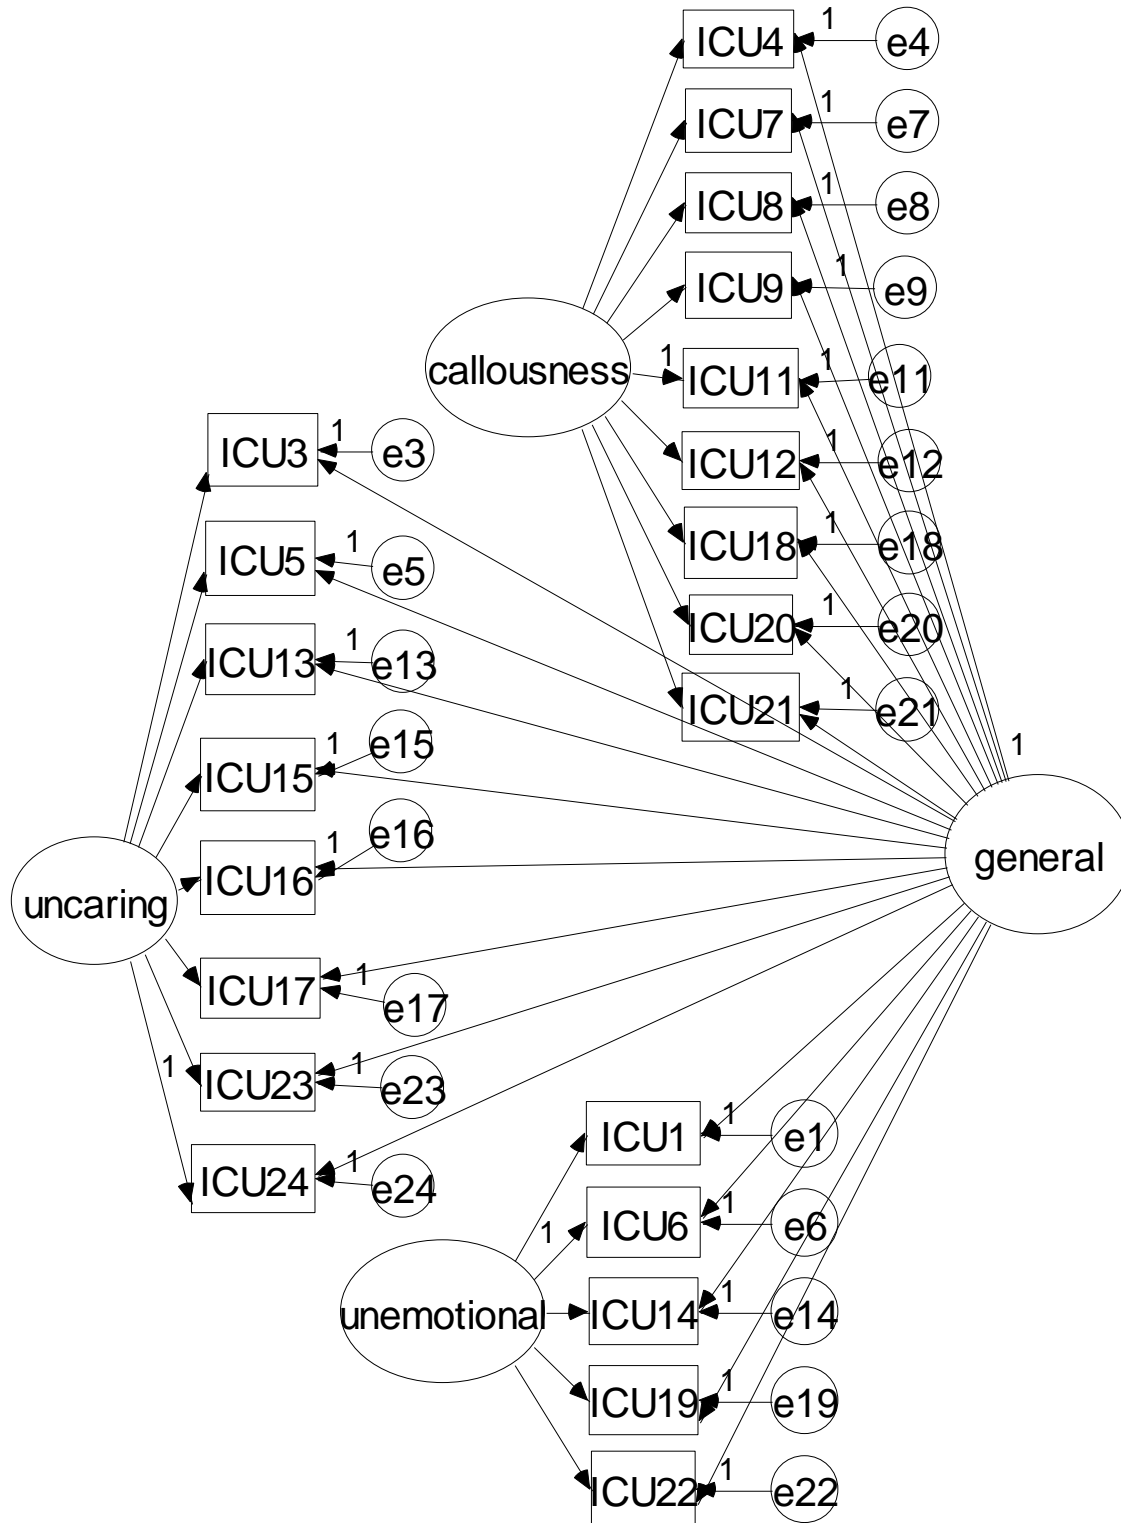 1
ICU4 e4
1
ICU7 e7
1
ICU8 e8
1
ICU9 e9
callousness
1 1
ICU11 e11
1
ICU12 e12
1
ICU18 e18
1
ICU20 e20
1
ICU21 e21
1
general
1
ICU3 e3
1
ICU5 e5
1
ICU13 e13
1
ICU15 e15
1
ICU16 e16
uncaring
1
ICU17 e17
1
ICU23 e23
1 1
ICU24 e24
1
ICU1 e1
1 1
ICU6 e6
unemotional
1
ICU14 e14
1
ICU19 e19
1
ICU22 e22